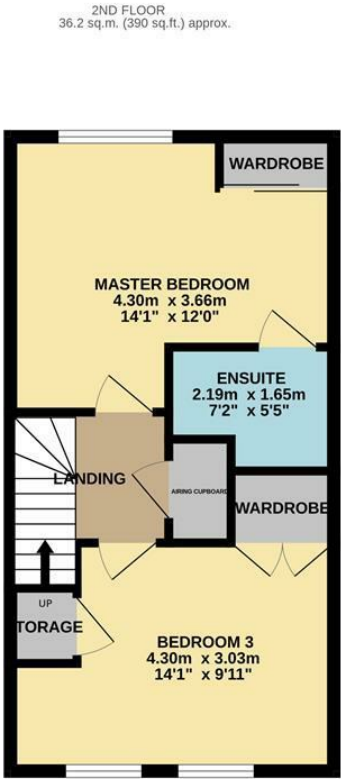 2ND FLOOR
36.2 sq.m. (390 sq.ft.) approx.
WARDROBE
MASTER BEDROOM
4.30m x 3.66m
14'1" x 12'0"
ENSUITE
2.19m x 1.65m
7'2" x 5'5"
LANDING
AIRING CUPBOARD
WARDROBE
UP
TORAGE
BEDROOM 3
4.30m x 3.03m
14'1" x 9'11"